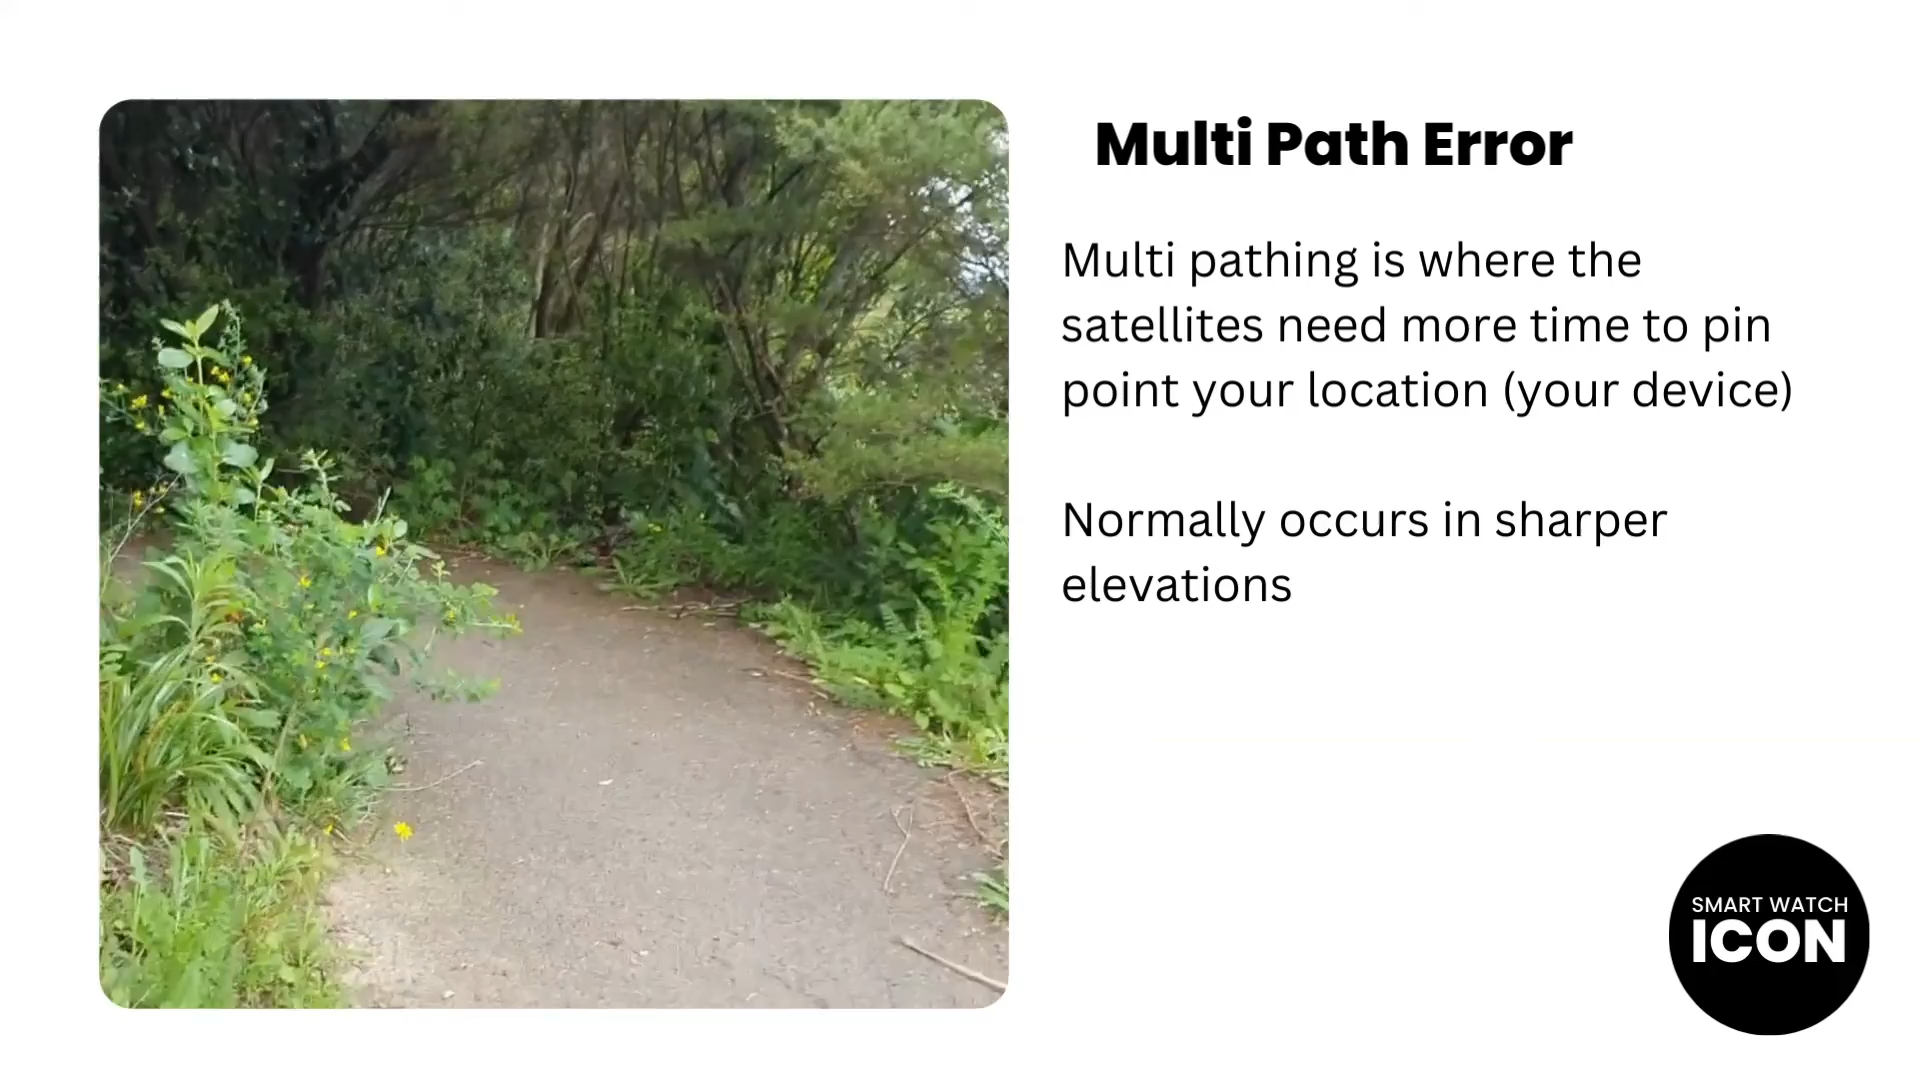 Multi Path Error
Multi pathing is where the
satellites need more time to pin
point your location (your device)
Normally occurs in sharper
elevations
SMART WATCH
ICON